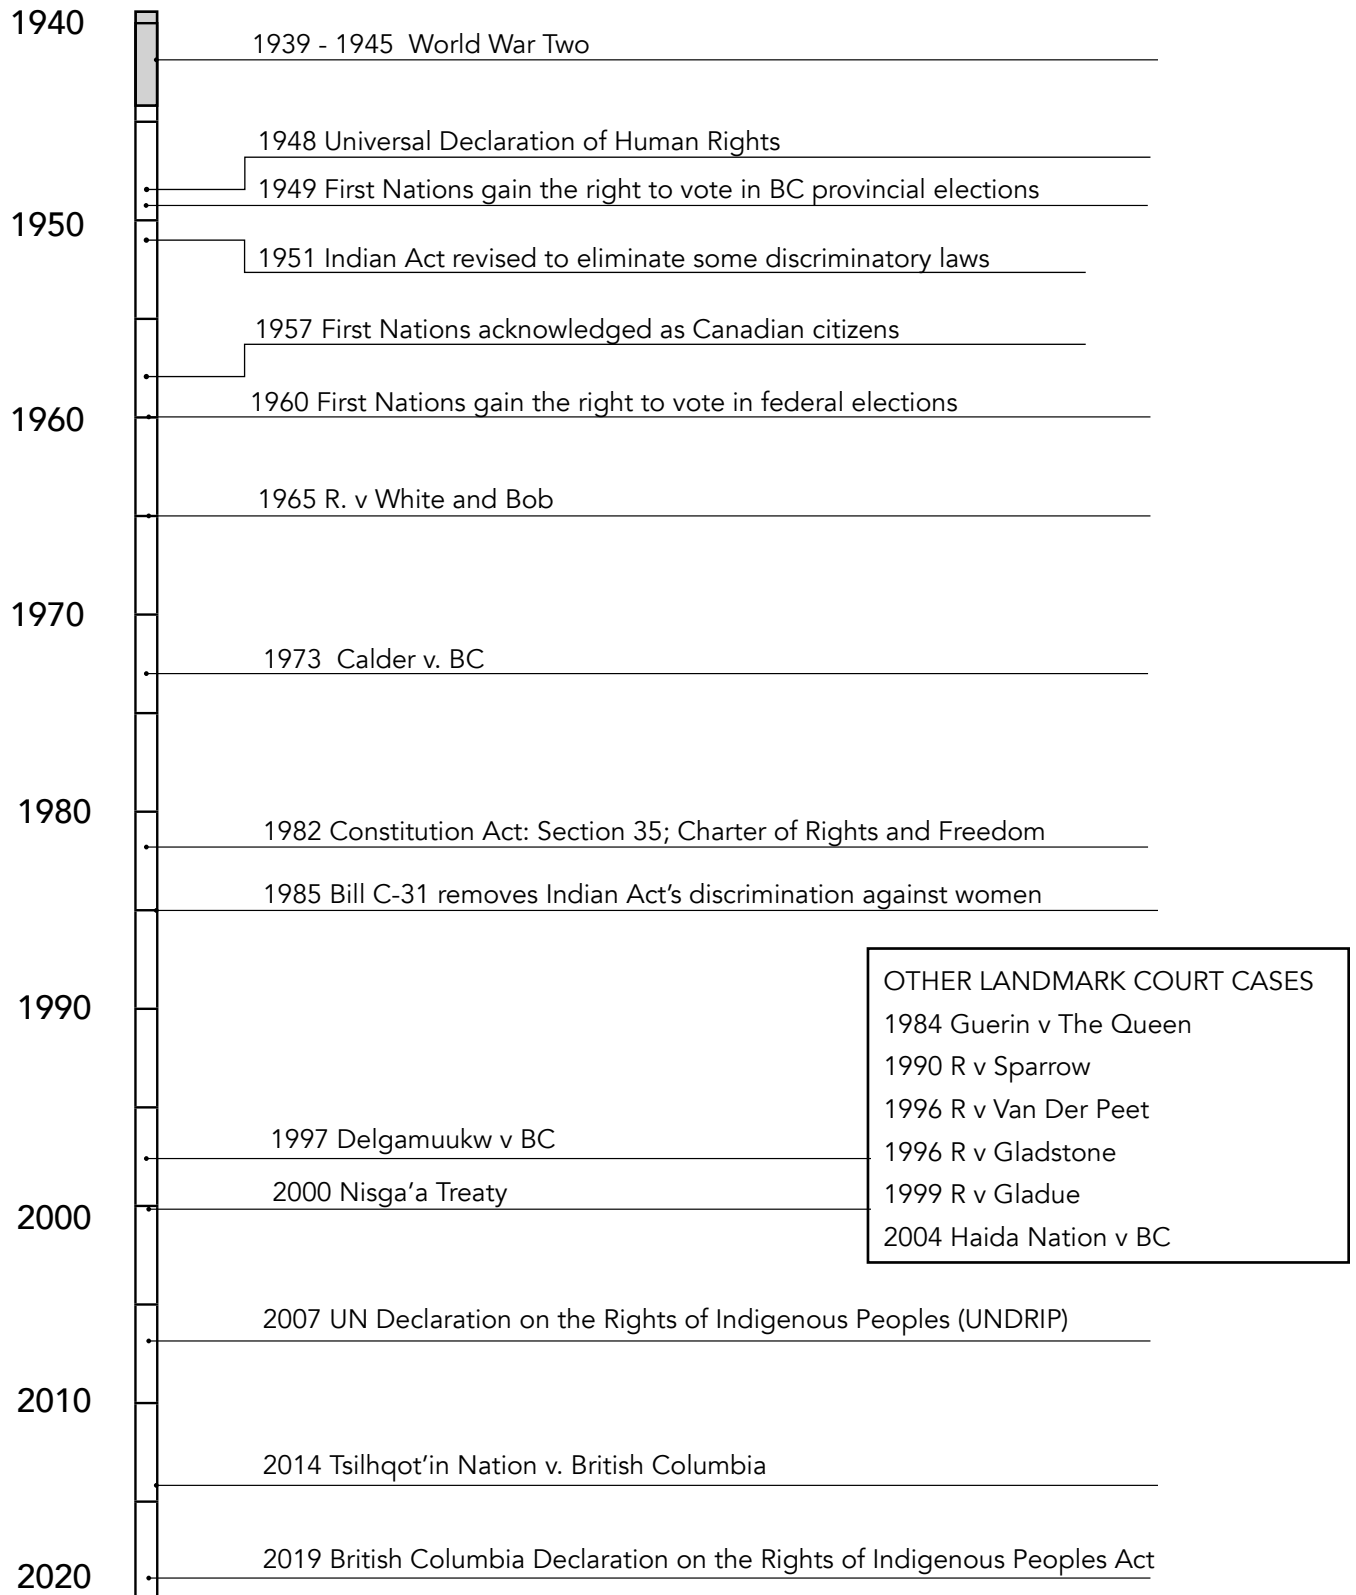 1940
1939 - 1945  World War Two
1948 Universal Declaration of Human Rights
1949 First Nations gain the right to vote in BC provincial elections
1950
1951 Indian Act revised to eliminate some discriminatory laws
1957 First Nations acknowledged as Canadian citizens
1960 First Nations gain the right to vote in federal elections
1960
1965 R. v White and Bob
1970
1973  Calder v. BC
1980
1982 Constitution Act: Section 35; Charter of Rights and Freedom
1985 Bill C-31 removes Indian Act’s discrimination against women
1990
OTHER LANDMARK COURT CASES
1984 Guerin v The Queen
1990 R v Sparrow
1996 R v Van Der Peet
1996 R v Gladstone
1999 R v Gladue
2004 Haida Nation v BC
1997 Delgamuukw v BC
2000 Nisga’a Treaty
2000
2007 UN Declaration on the Rights of Indigenous Peoples (UNDRIP)
2010
2014 Tsilhqot’in Nation v. British Columbia
2019 British Columbia Declaration on the Rights of Indigenous Peoples Act
2020